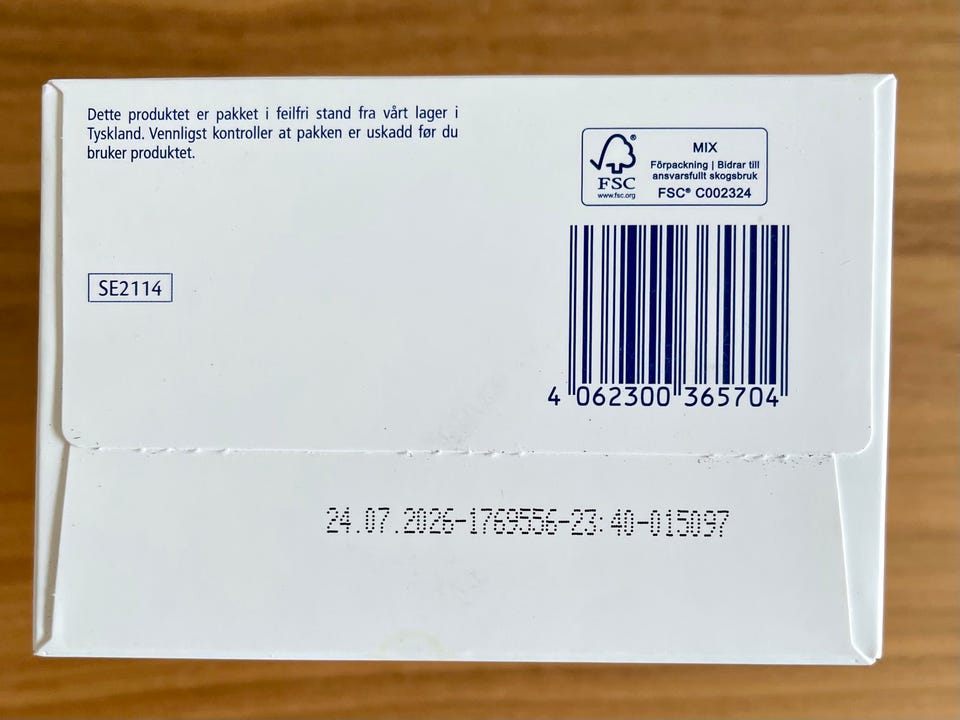 Dette produktet er pakket i feilfri stand fra vårt lager i
Tyskland. Vennligst kontroller at pakken er uskadd før du
bruker produktet.
MIX
Förpackning | Bidrar till
ansvarsfullt skogsbruk
FSC® C002324
®
FSC
www.fsc.org
SE2114
4 062300 365704
24.07.2026-1769556-23:40-015097